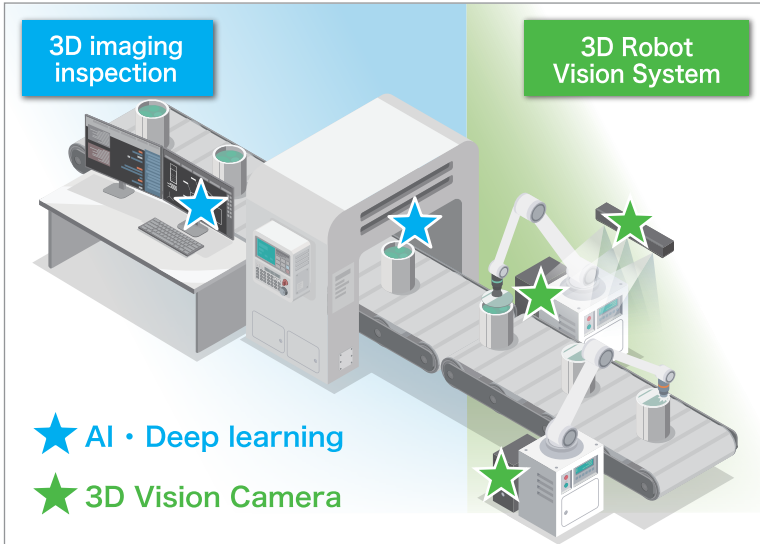 3D imaging
inspection
3D Robot
Vision System
AI・Deep learning
3D Vision Camera